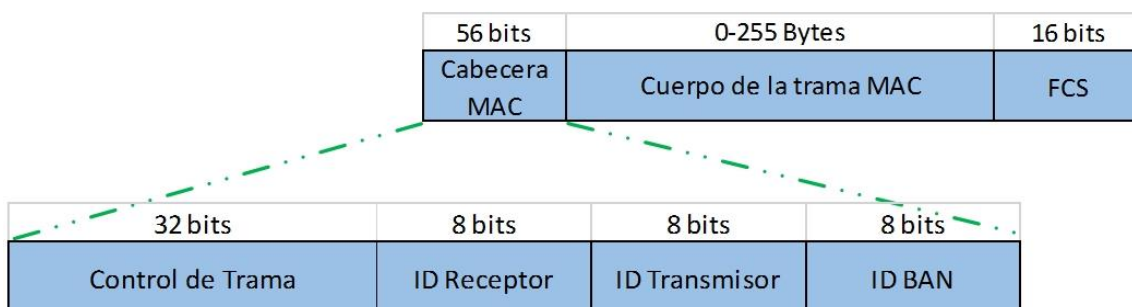 56 bits 0-255 Bytes 16 bits
Cabecera MAC Cuerpo de la trama MAC FCS
32 bits 8 bits 8 bits 8 bits
Control de Trama ID Receptor ID Transmisor ID BAN